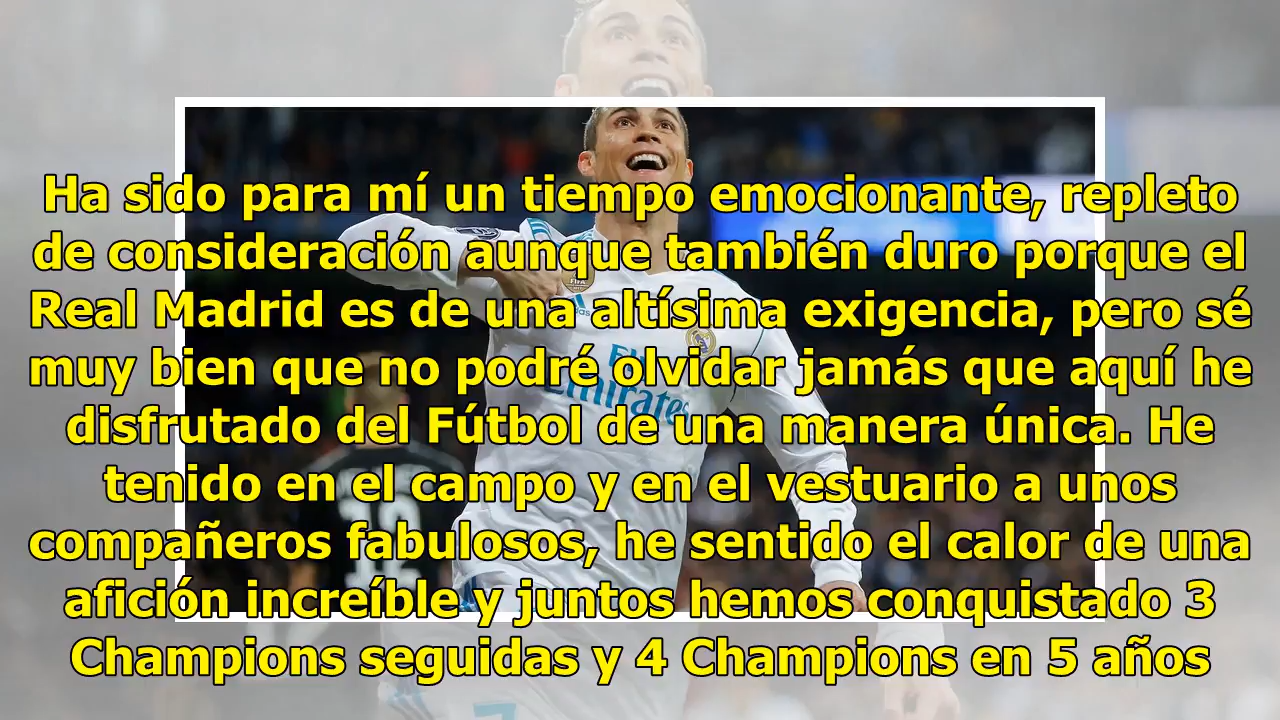 Ha sido para mí un tiempo emocionante, repleto
de consideración aunque también duro porque el
Real Madrid es de una altísima exigencia, pero sé
muy bien que no podré olvidar jamás que aquí he
disfrutado del Fútbol de una manera única. He
tenido en el campo y en el vestuario a unos
compañeros fabulosos, he sentido el calor de una
afición increíble y juntos hemos conquistado 3
Champions seguidas y 4 Champions en 5 años
Fly
Emirates
7